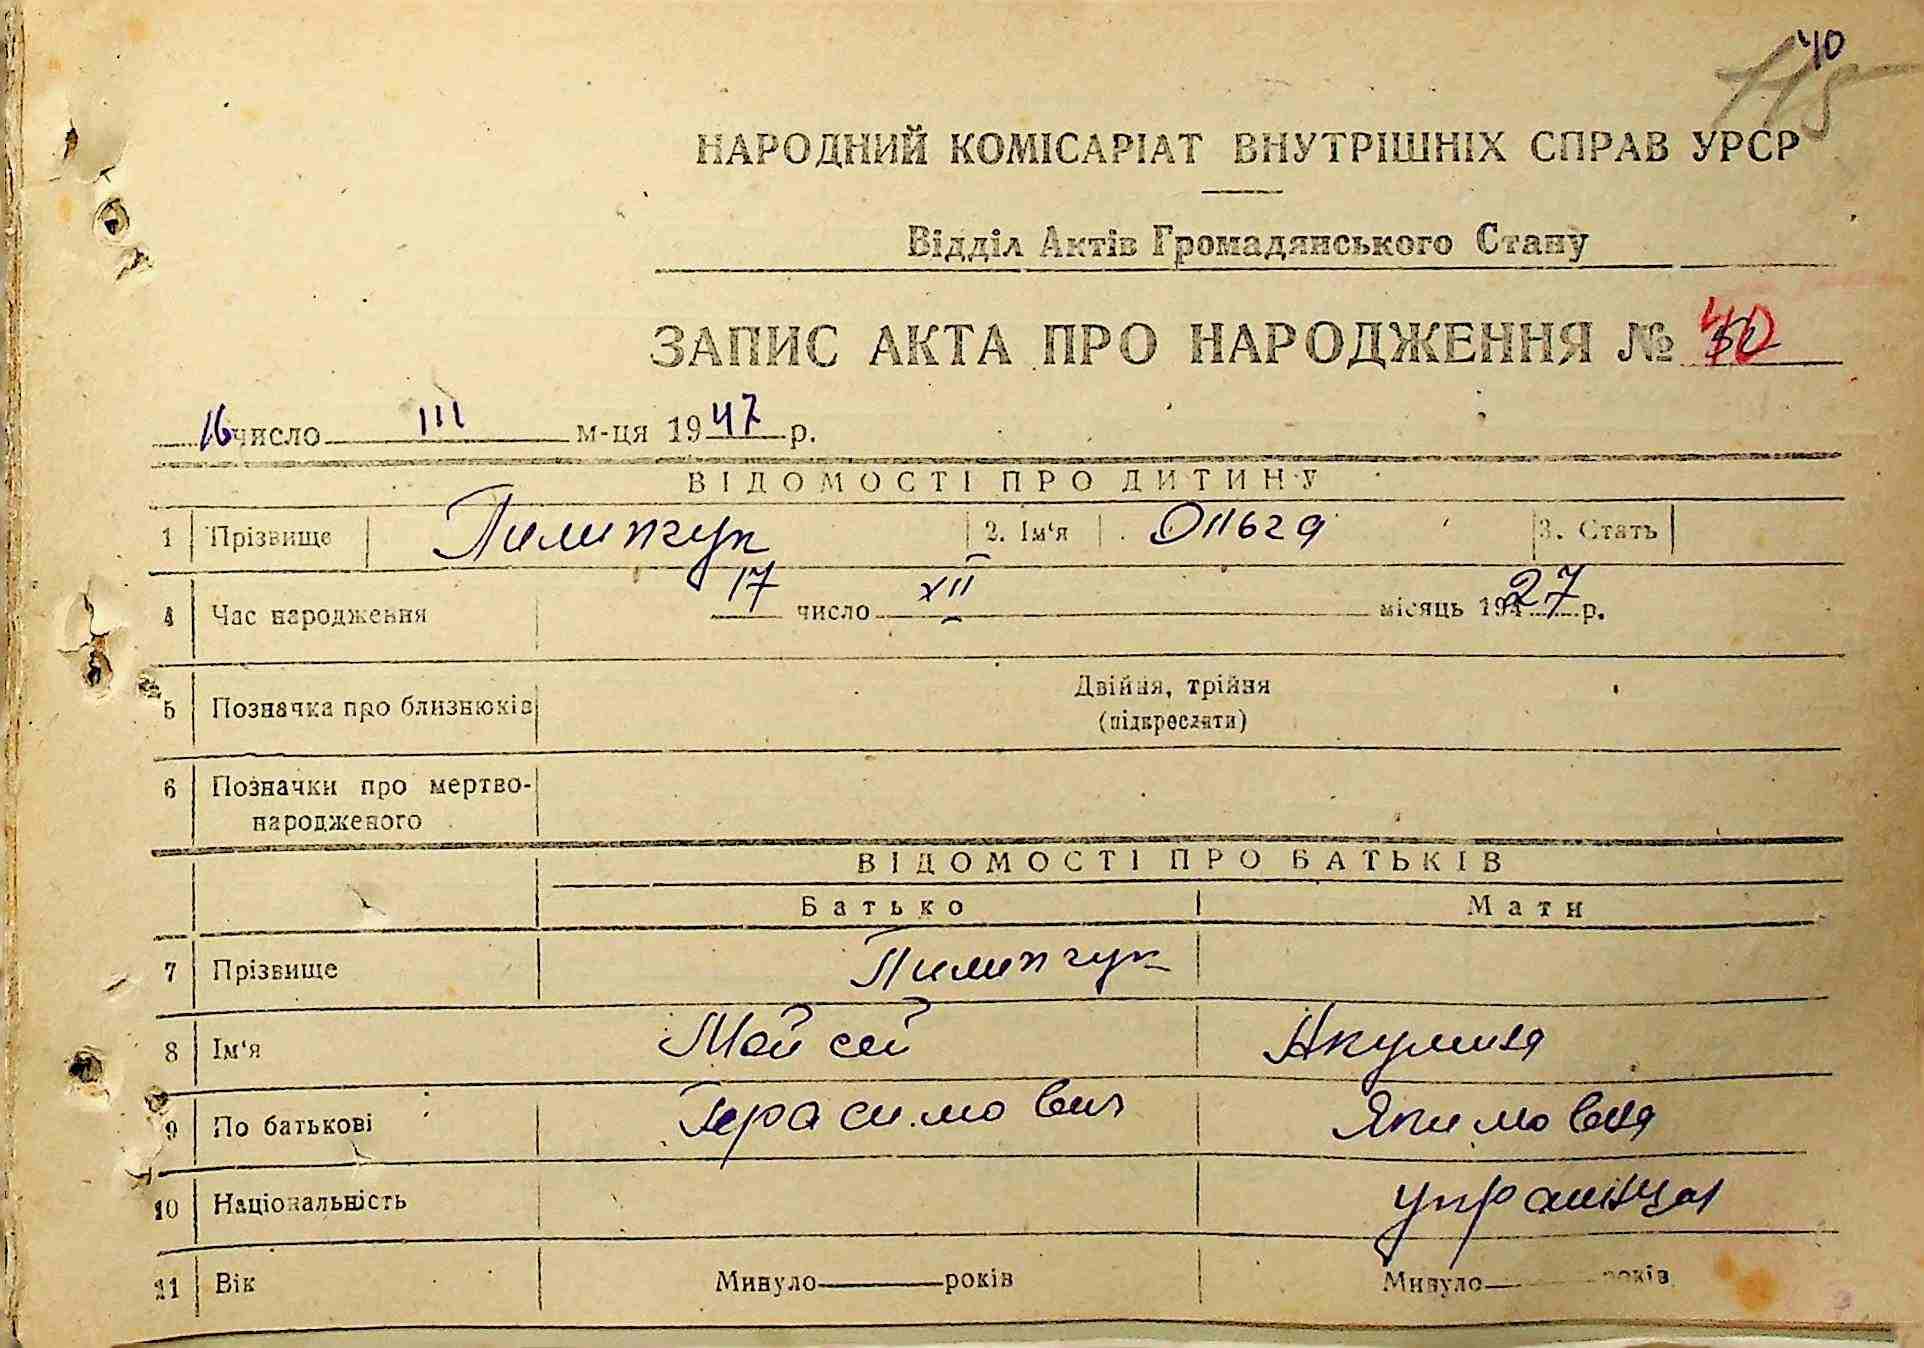 40
115
НАРОДНИЙ КОМІСАРІАТ ВНУТРІШНІХ СПРАВ УРСР
Відділ Актів Громадянського Стану
ЗАПИС АКТА ПРО НАРОДЖЕННЯ № 40
16 число III м-ця 1947 р.
ВІДОМОСТІ ПРО ДИТИНУ
1 Прізвище Пилипчук 2. Ім'я Ольга 3. Стать
4 Час народження 17 число XII місяць 194 27 р.
5 Позначка про близнюків Двійня, трійня
(підкреслити)
6 Позначки про мертво-
народженого
ВІДОМОСТІ ПРО БАТЬКІВ
Батько Мати
7 Прізвище Пилипчук
8 Ім'я Мойсей Акулина
9 По батькові Герасимович Якимовна
10 Національність українці
11 Вік Минуло років Минуло років